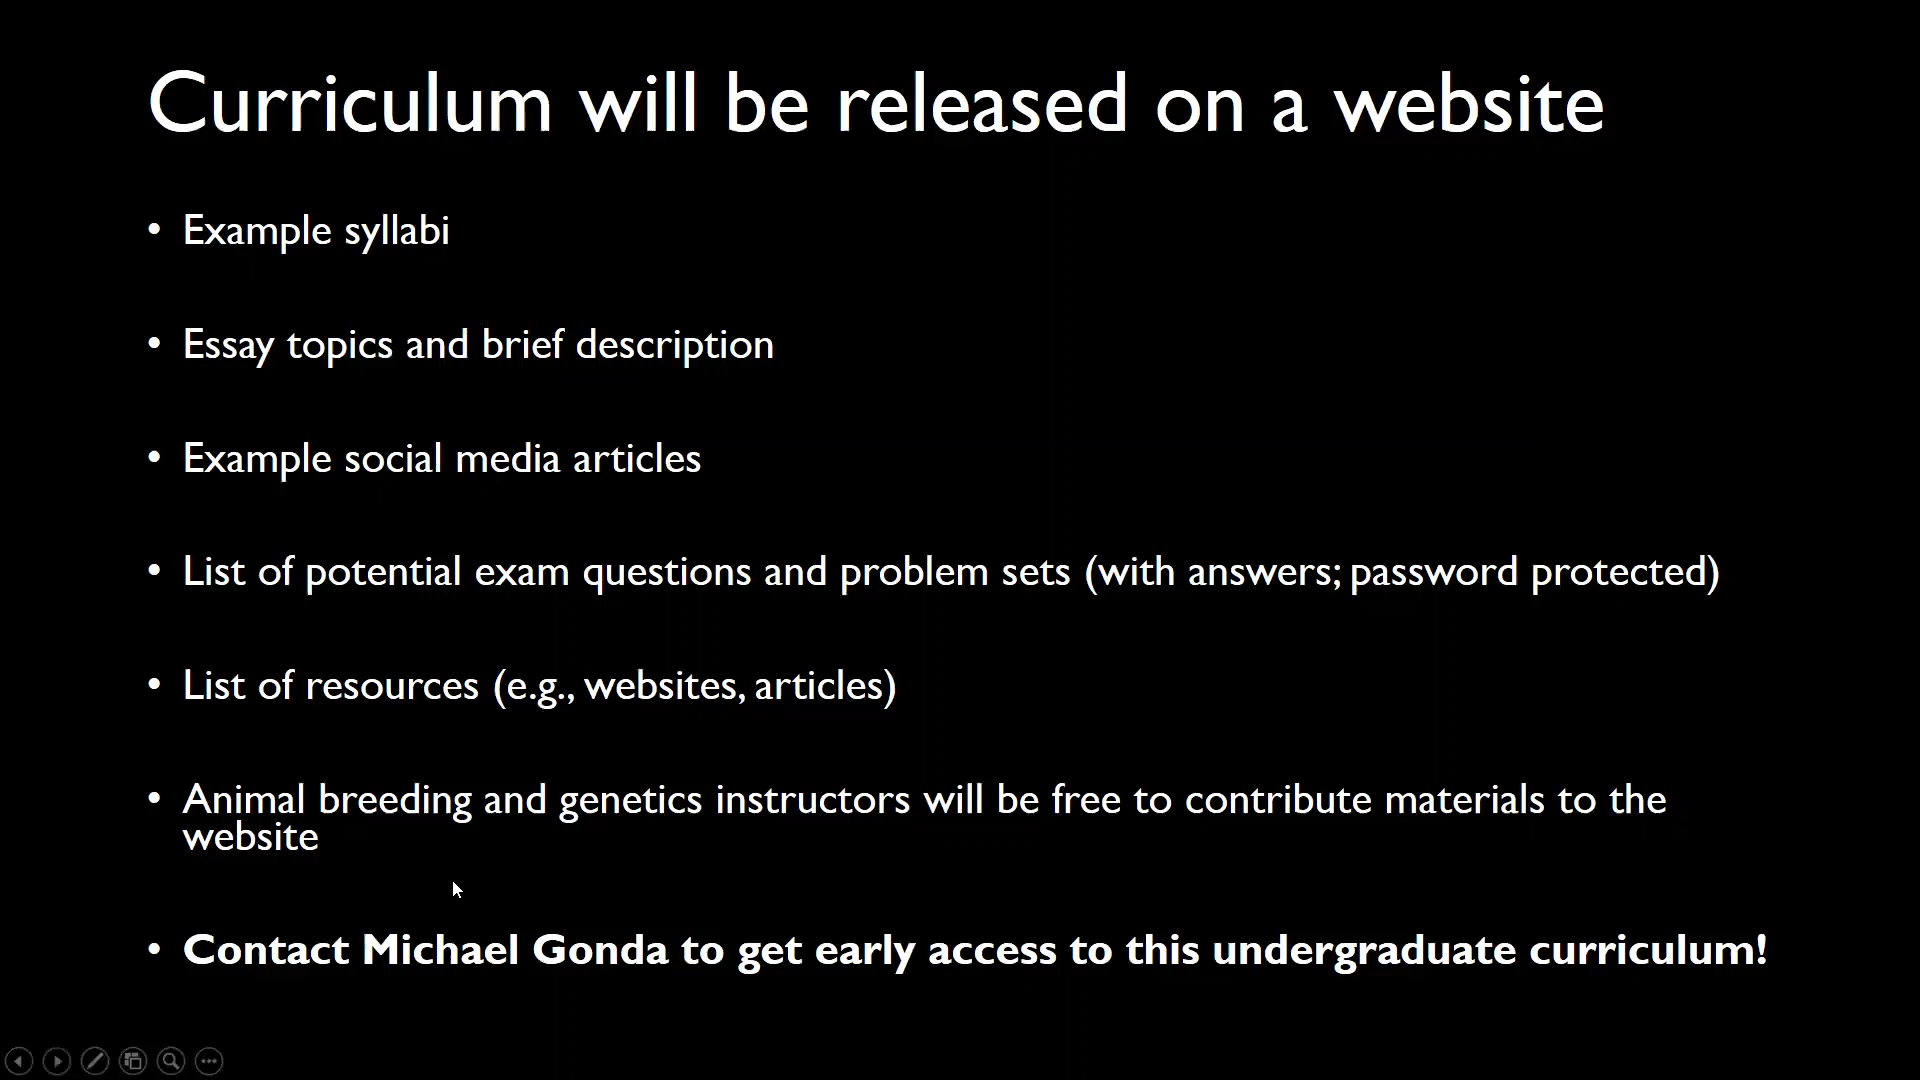 Curriculum will be released on a website
• Example syllabi
• Essay topics and brief description
• Example social media articles
• List of potential exam questions and problem sets (with answers; password protected)
• List of resources (e.g., websites, articles)
• Animal breeding and genetics instructors will be free to contribute materials to the
website
• Contact Michael Gonda to get early access to this undergraduate curriculum!